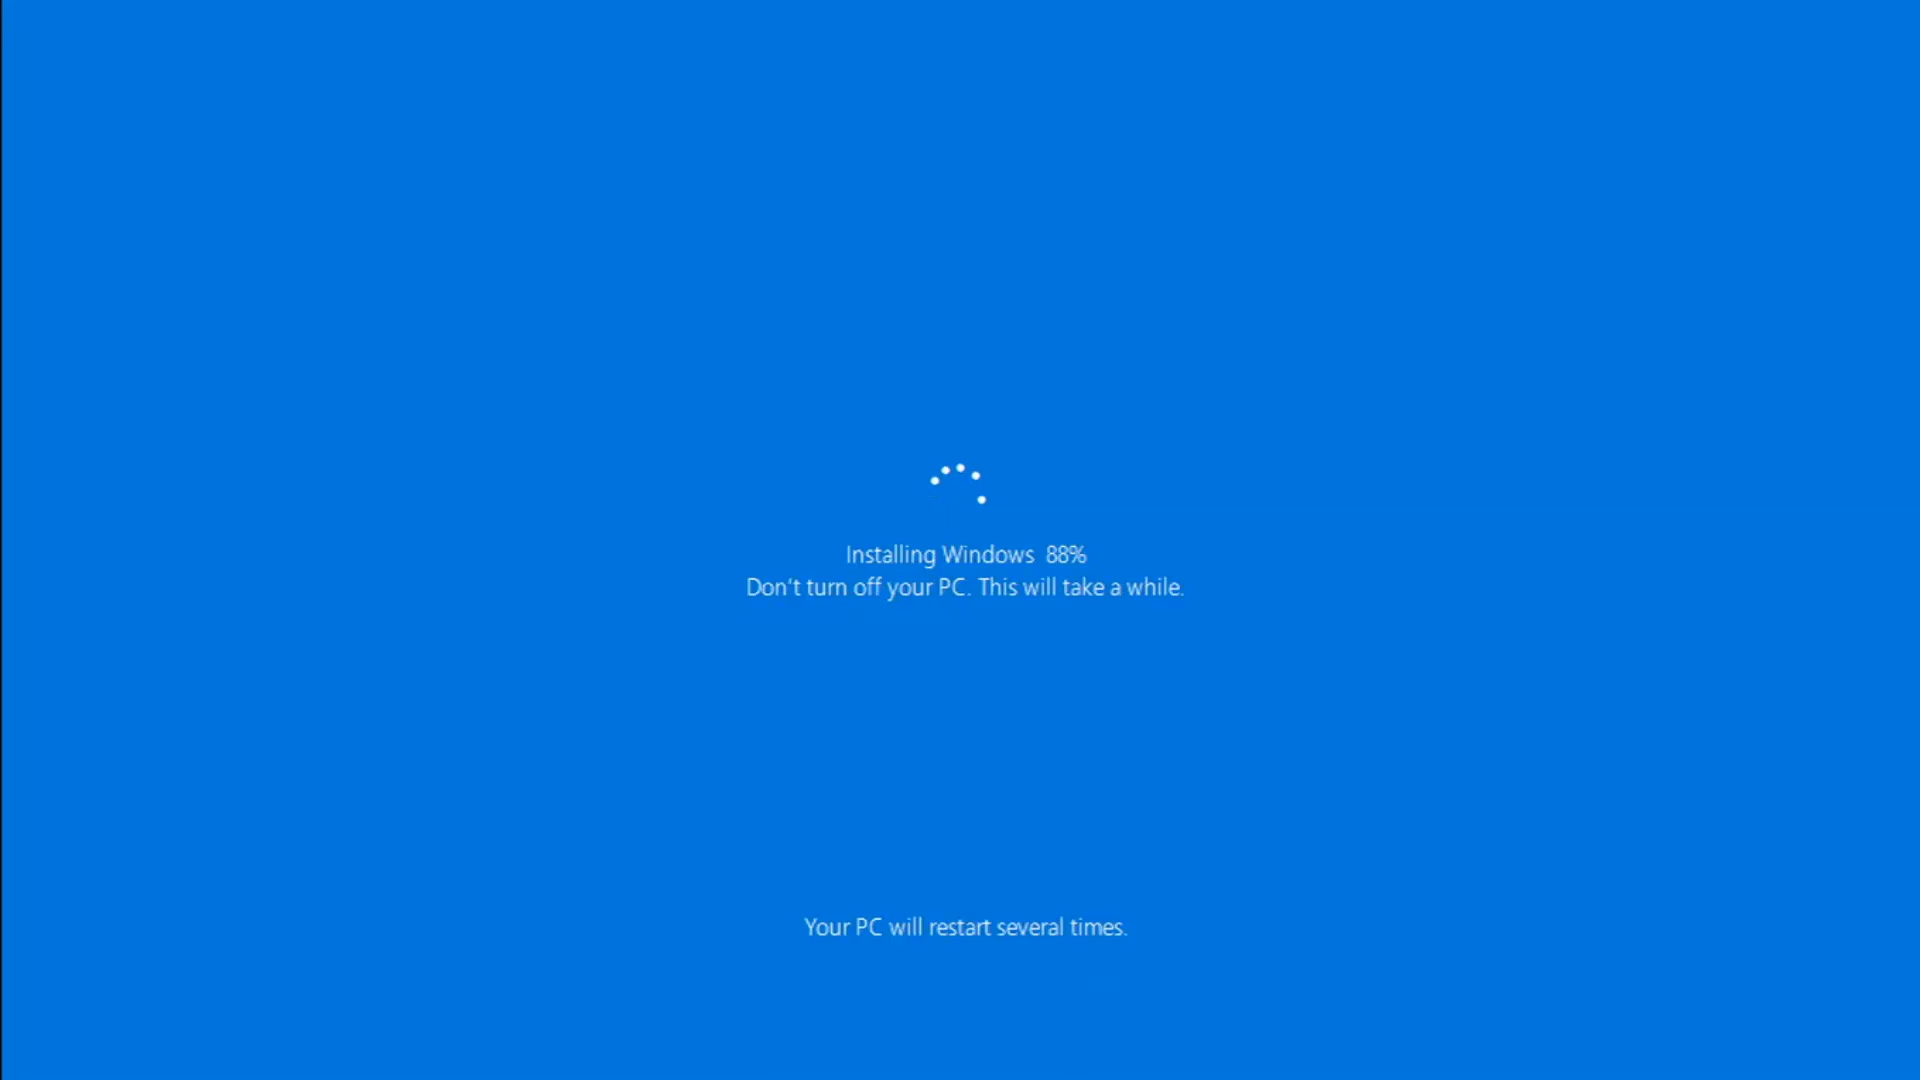 Installing Windows 88%
Don't turn off your PC. This will take a while.
Your PC will restart several times.